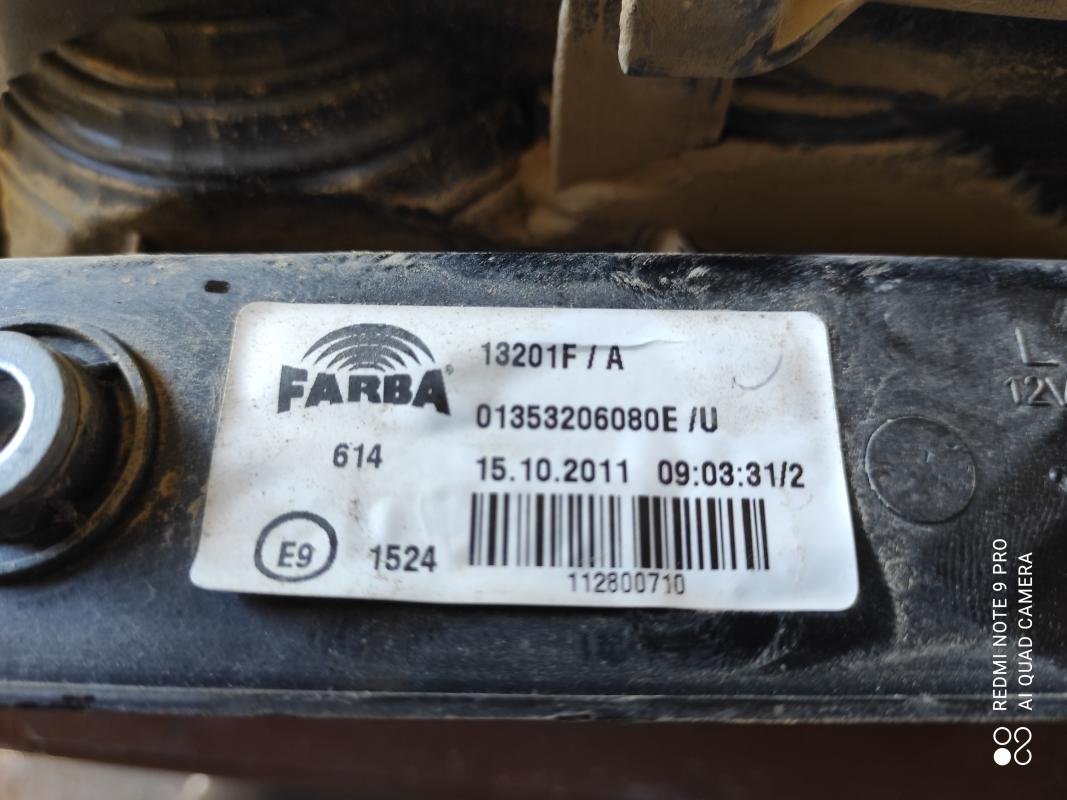 FARBA®
13201F / A
01353206080E /U
614
15.10.2011 09:03:31/2
E9
1524
112800710
L
12V
REDMI NOTE 9 PRO
AI QUAD CAMERA